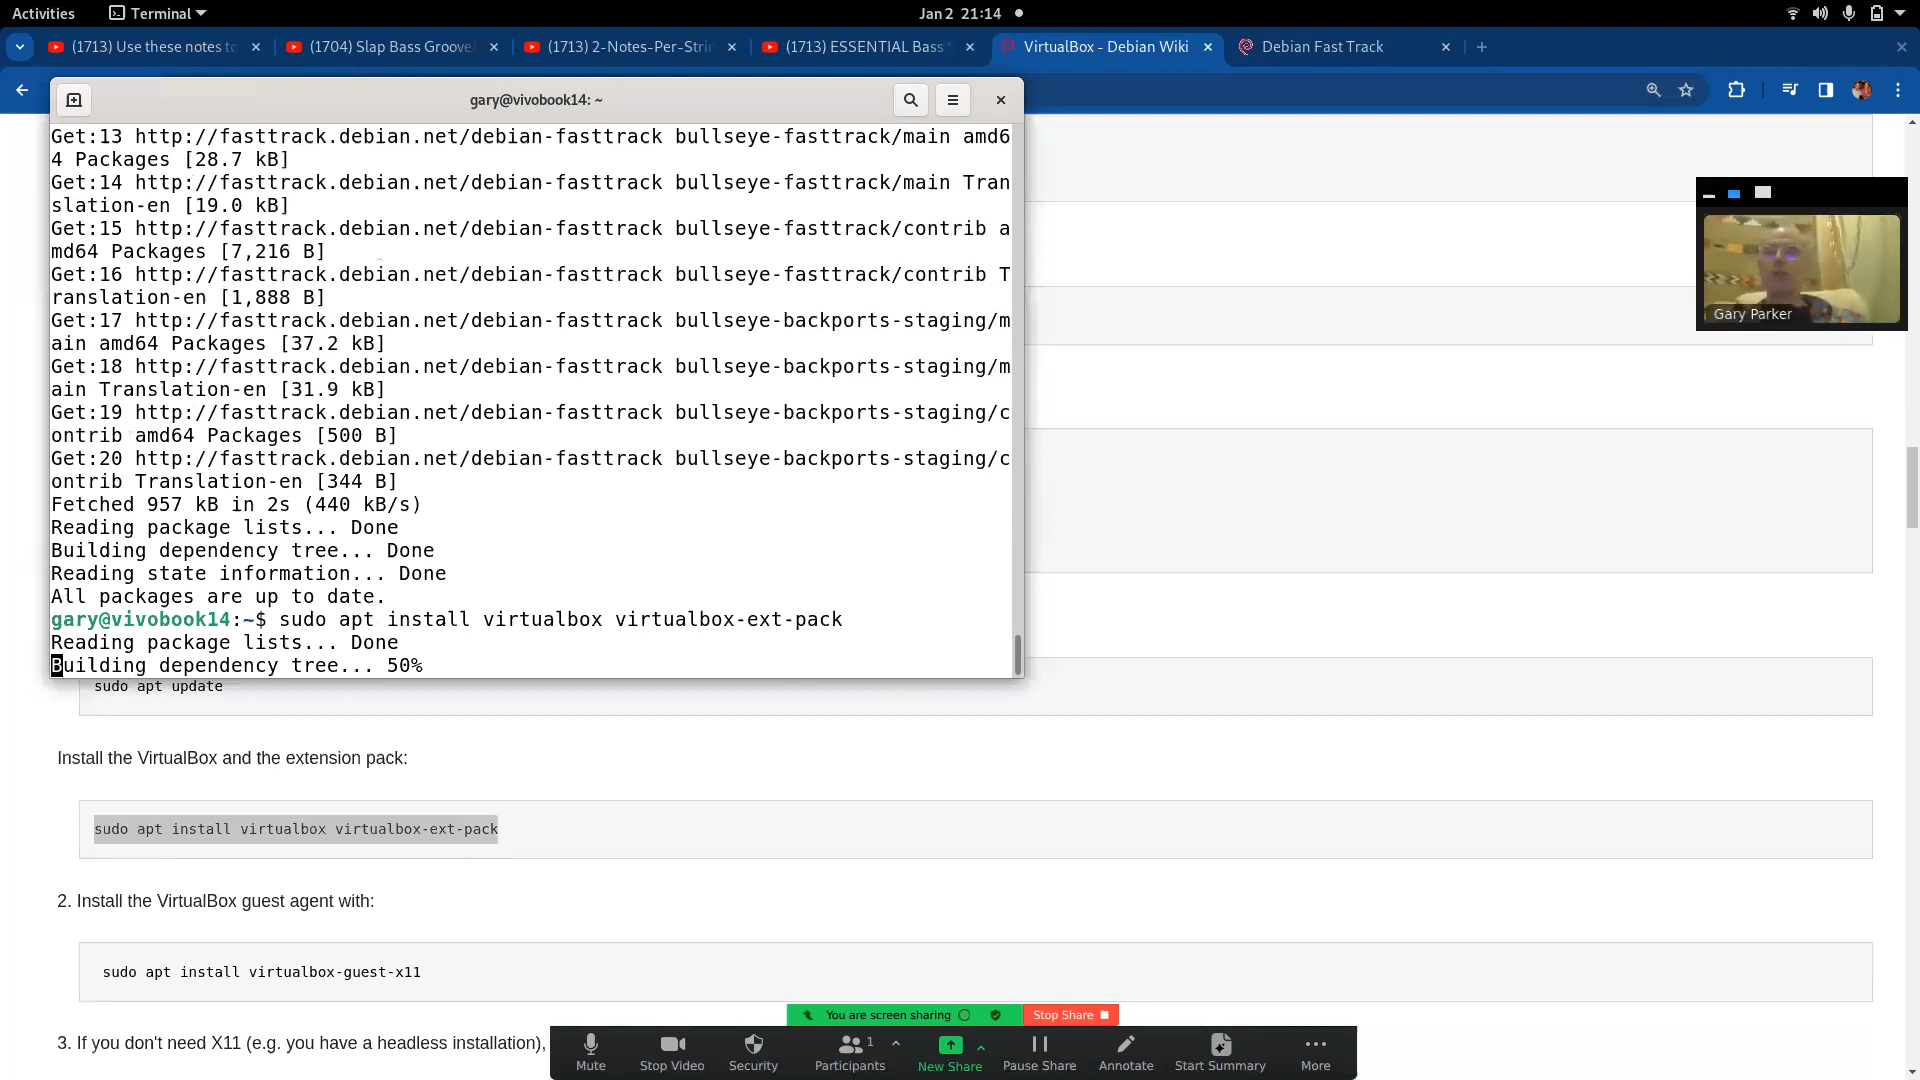 Activities
Terminal
Jan 2 21:14
(1713) Use these notes to
(1704) Slap Bass Groove
(1713) 2-Notes-Per-Strin
(1713) ESSENTIAL Bass
VirtualBox - Debian Wiki
Debian Fast Track
gary@vivobook14: ~
Get:13 http://fasttrack.debian.net/debian-fasttrack bullseye-fasttrack/main amd6
4 Packages [28.7 kB]
Get:14 http://fasttrack.debian.net/debian-fasttrack bullseye-fasttrack/main Tran
slation-en [19.0 kB]
Get:15 http://fasttrack.debian.net/debian-fasttrack bullseye-fasttrack/contrib a
md64 Packages [7,216 B]
Get:16 http://fasttrack.debian.net/debian-fasttrack bullseye-fasttrack/contrib T
ranslation-en [1,888 B]
Get:17 http://fasttrack.debian.net/debian-fasttrack bullseye-backports-staging/m
ain amd64 Packages [37.2 kB]
Get:18 http://fasttrack.debian.net/debian-fasttrack bullseye-backports-staging/m
ain Translation-en [31.9 kB]
Get:19 http://fasttrack.debian.net/debian-fasttrack bullseye-backports-staging/c
ontrib amd64 Packages [500 B]
Get:20 http://fasttrack.debian.net/debian-fasttrack bullseye-backports-staging/c
ontrib Translation-en [344 B]
Fetched 957 kB in 2s (440 kB/s)
Reading package lists... Done
Building dependency tree... Done
Reading state information... Done
All packages are up to date.
gary@vivobook14:~$ sudo apt install virtualbox virtualbox-ext-pack
Reading package lists... Done
Building dependency tree... 50%
Gary Parker
sudo apt update
Install the VirtualBox and the extension pack:
sudo apt install virtualbox virtualbox-ext-pack
2. Install the VirtualBox guest agent with:
sudo apt install virtualbox-guest-x11
You are screen sharing
Stop Share
3. If you don't need X11 (e.g. you have a headless installation),
1
Mute
Stop Video
Security
Participants
New Share
Pause Share
Annotate
Start Summary
More